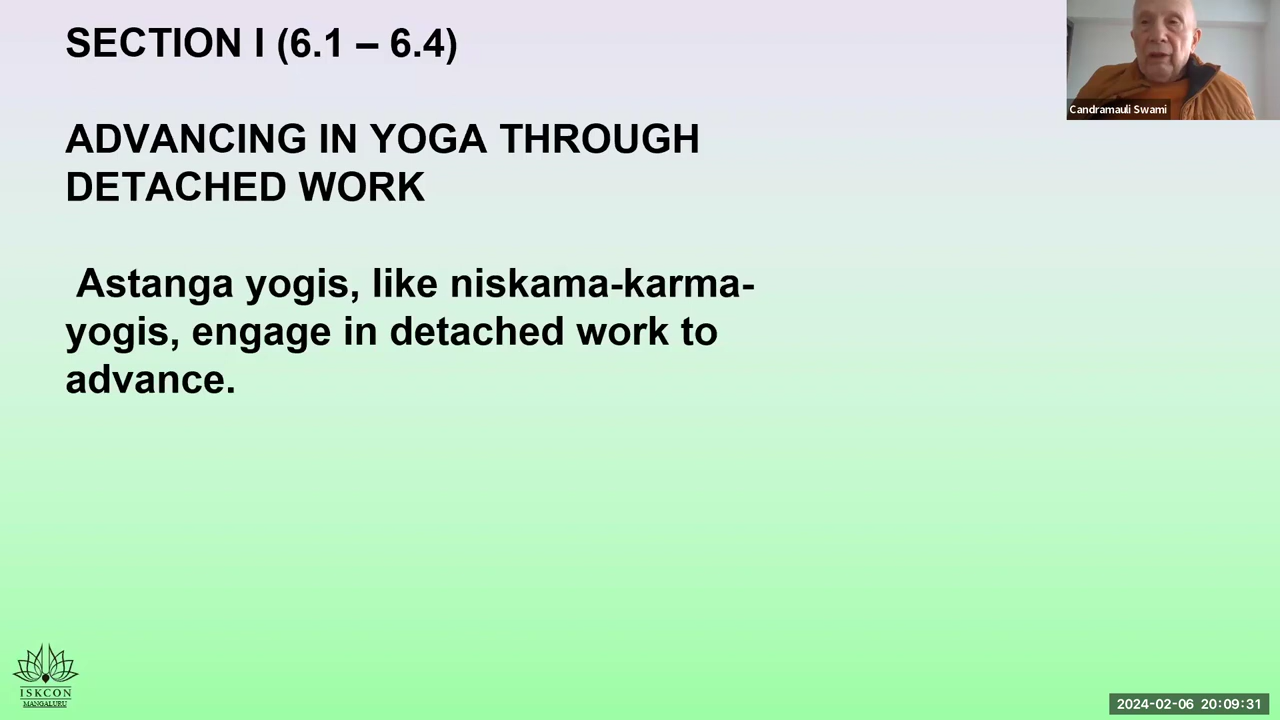 SECTION I (6.1 – 6.4)
ADVANCING IN YOGA THROUGH
DETACHED WORK
Astanga yogis, like niskama-karma-
yogis, engage in detached work to
advance.
Candramauli Swami
ISKCON
MANGALURU
2024-02-06 20:09:31